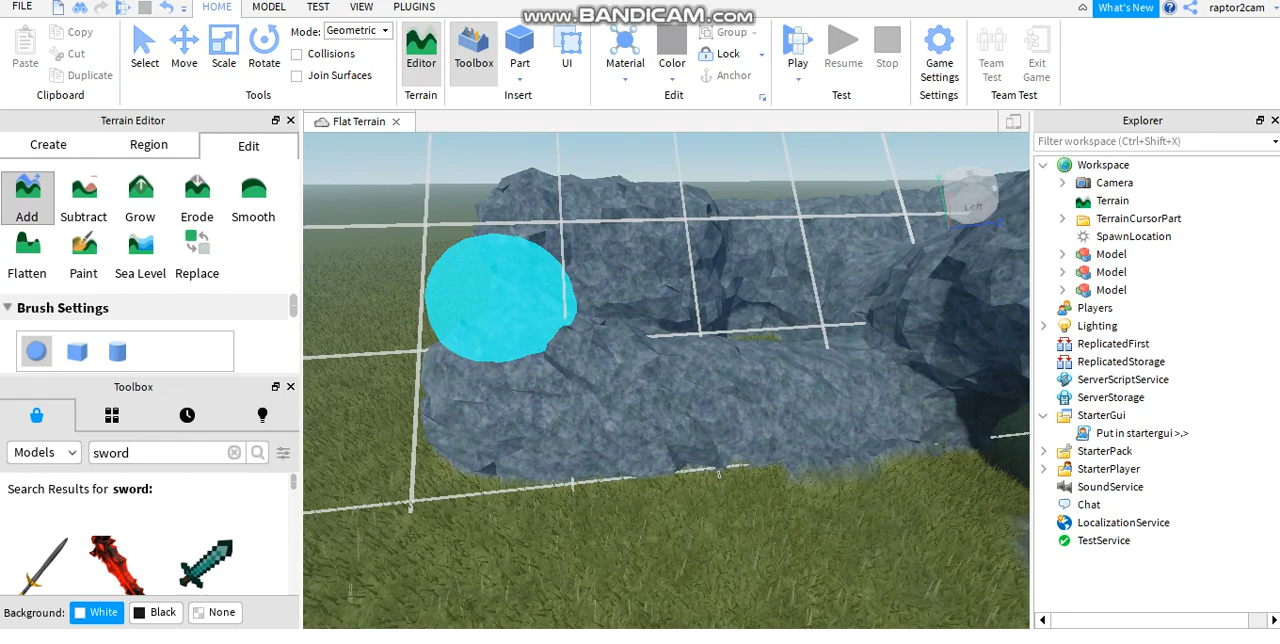 FILE
HOME
MODEL
TEST
VIEW
PLUGINS
www.BANDICAM.com
What's New
raptor2cam
Paste
Copy
Cut
Duplicate
Clipboard
Select
Move
Scale
Rotate
Mode: Geometric
Collisions
Join Surfaces
Tools
Editor
Terrain
Toolbox
Part
UI
Insert
Material
Color
Group
Lock
Anchor
Edit
Play
Resume
Stop
Test
Game
Settings
Settings
Team
Test
Exit
Game
Team Test
Terrain Editor
Create
Region
Edit
Add
Subtract
Grow
Erode
Smooth
Flatten
Paint
Sea Level
Replace
Brush Settings
Toolbox
Models
sword
Search Results for sword:
Background:
White
Black
None
Flat Terrain
Left
Explorer
Filter workspace (Ctrl+Shift+X)
Workspace
Camera
Terrain
TerrainCursorPart
SpawnLocation
Model
Model
Model
Players
Lighting
ReplicatedFirst
ReplicatedStorage
ServerScriptService
ServerStorage
StarterGui
Put in startergui >.>
StarterPack
StarterPlayer
SoundService
Chat
LocalizationService
TestService